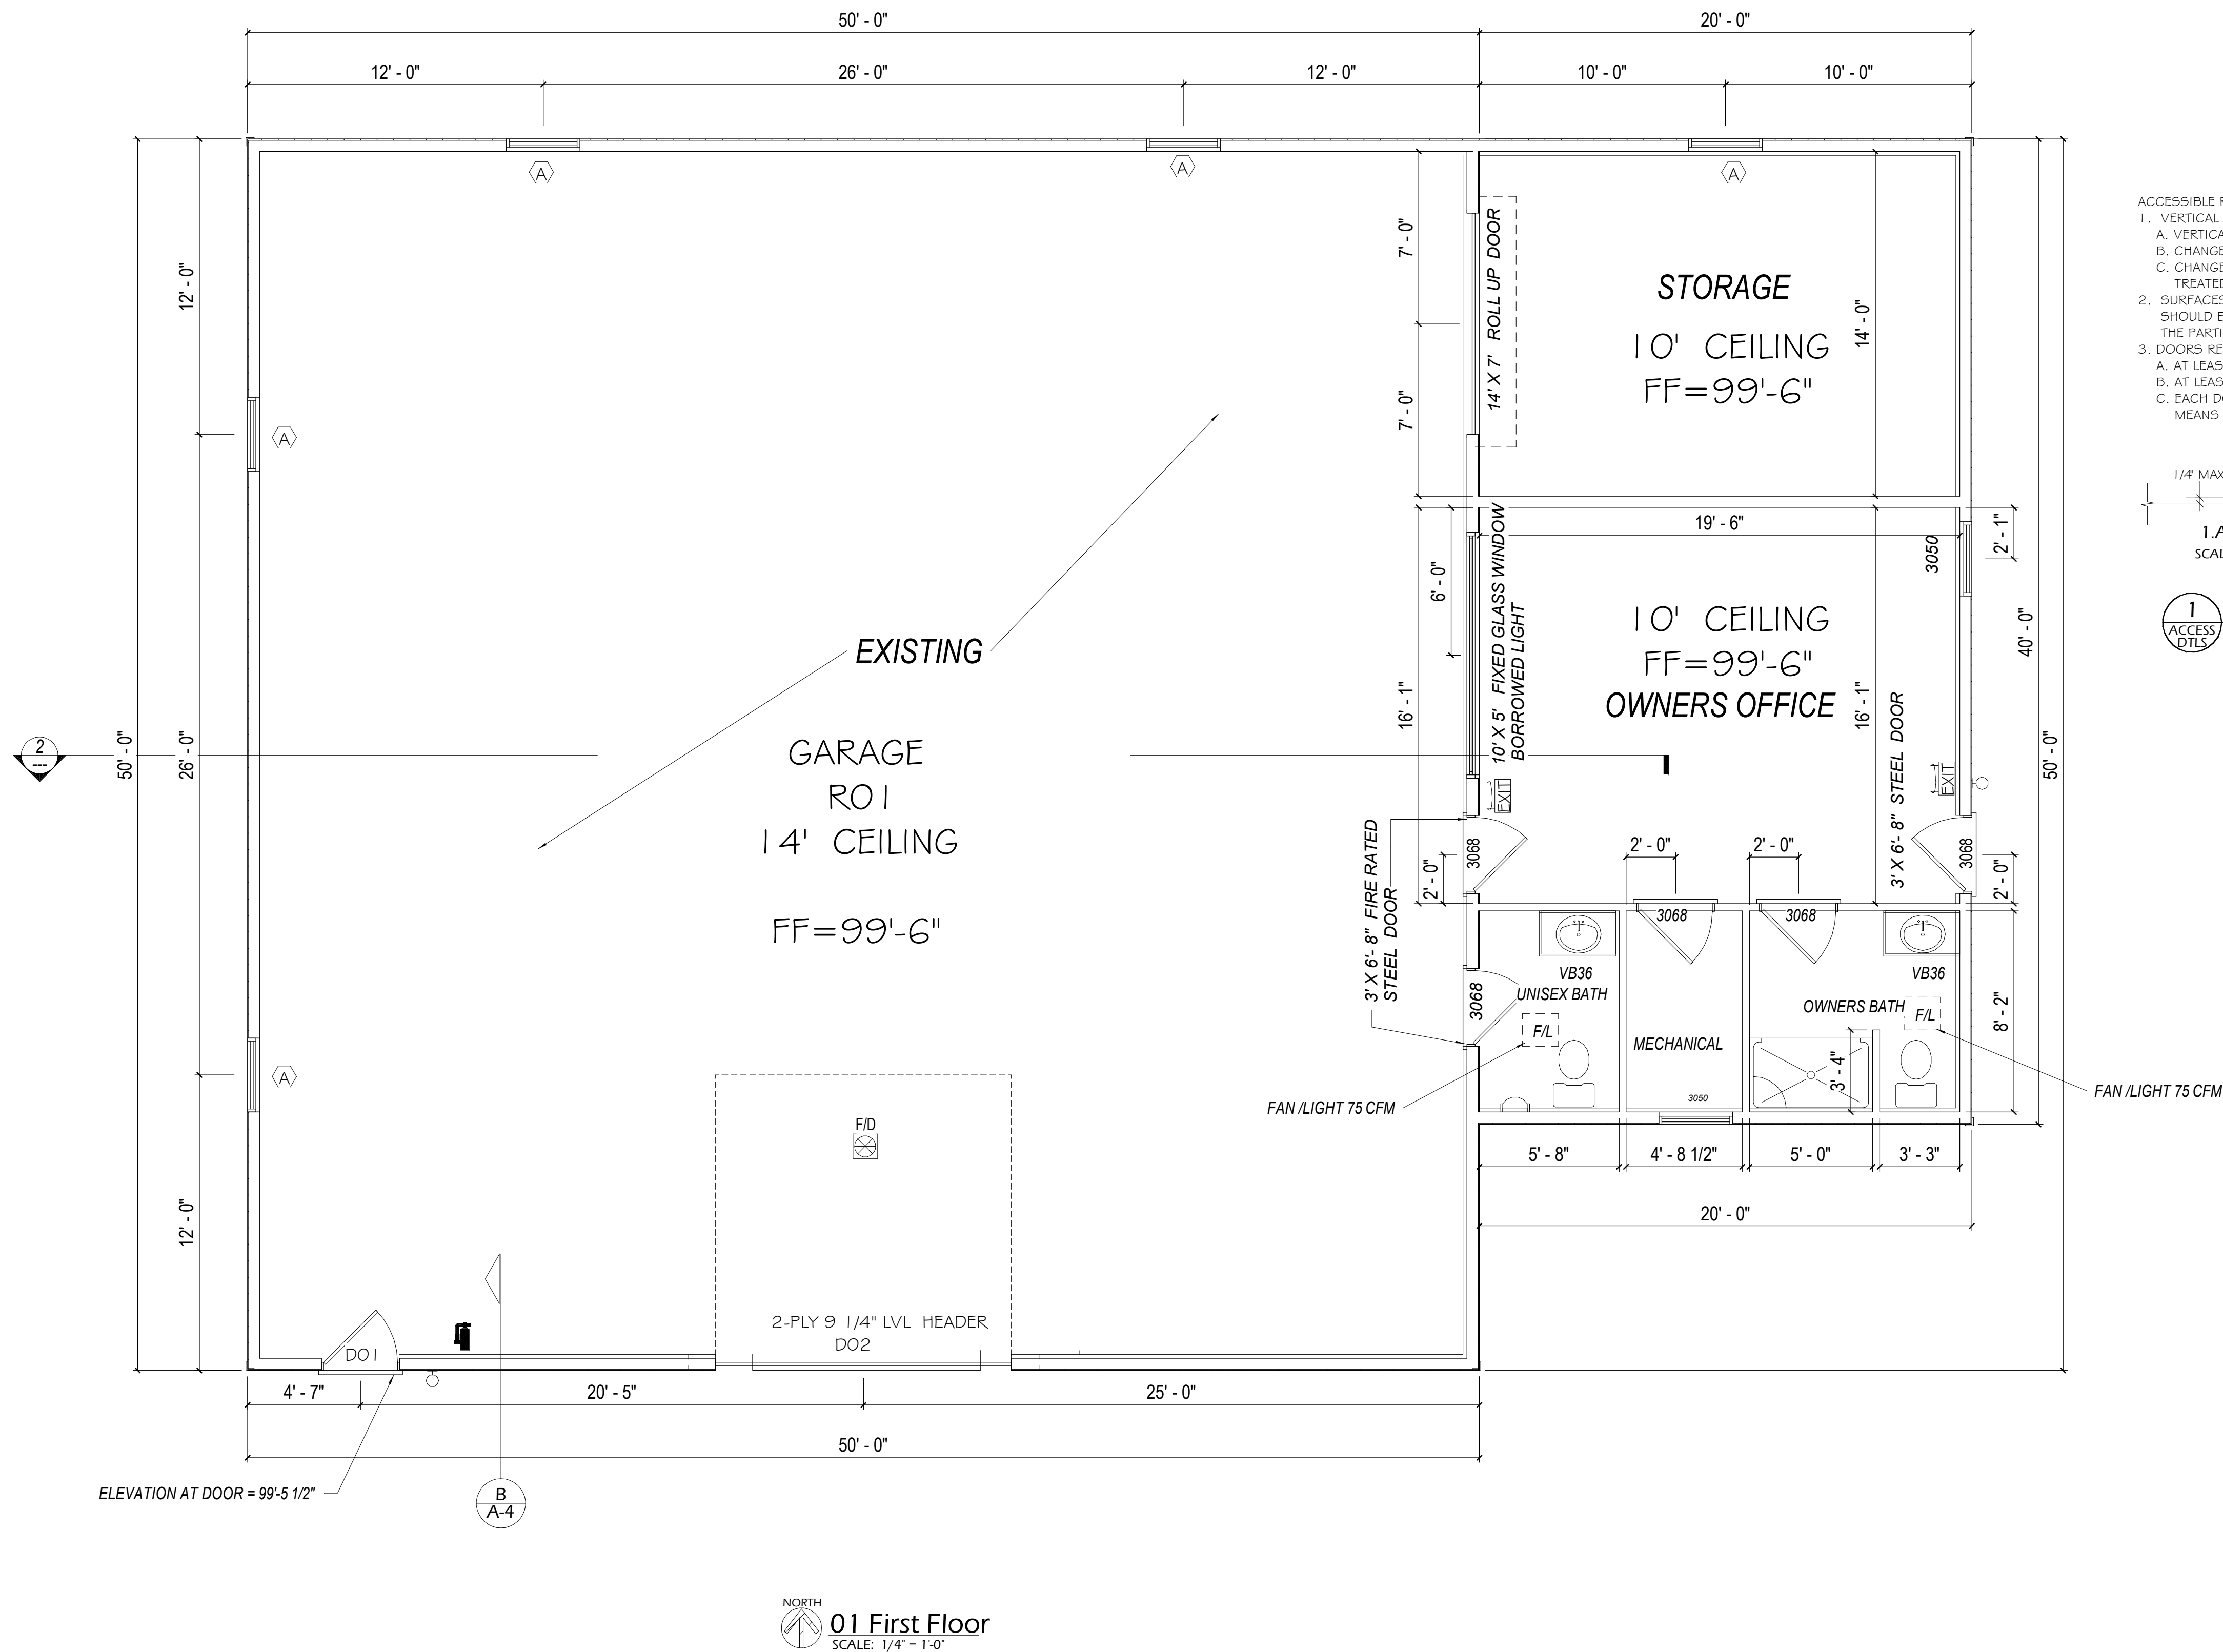 50' - 0"
20' - 0"
12' - 0"
26' - 0"
12' - 0"
10' - 0"
10' - 0"
A
A
A
12' - 0"
26' - 0"
12' - 0"
50' - 0"
A
A
2
---
EXISTING
GARAGE
R01
14' CEILING
FF=99'-6"
7' - 0"
7' - 0"
14' X 7' ROLL UP DOOR
STORAGE
10' CEILING
FF=99'-6"
14' - 0"
19' - 6"
16' - 1"
6' - 0"
2' - 0"
10' X 5' FIXED GLASS WINDOW
BORROWED LIGHT
10' CEILING
FF=99'-6"
OWNERS OFFICE
16' - 1"
3050
2' - 1"
40' - 0"
50' - 0"
3' X 6'- 8" STEEL DOOR
EXIT
EXIT
3068
3068
2' - 0"
2' - 0"
2' - 0"
3068
3068
3' X 6'- 8" FIRE RATED
STEEL DOOR
3068
VB36
UNISEX BATH
F/L
MECHANICAL
3050
VB36
OWNERS BATH
F/L
3' - 4"
8' - 2"
FAN /LIGHT 75 CFM
FAN /LIGHT 75 CFM
5' - 8"
4' - 8 1/2"
5' - 0"
3' - 3"
20' - 0"
F/D
2-PLY 9 1/4" LVL HEADER
D02
D01
4' - 7"
20' - 5"
25' - 0"
50' - 0"
ELEVATION AT DOOR = 99'-5 1/2"
B
A-4
NORTH
01 First Floor
SCALE: 1/4" = 1'-0"
ACCESSIBLE
1. VERTICAL
A. VERTICA
B. CHANGE
C. CHANGE
TREATED
2. SURFACES
SHOULD
THE PARTI
3. DOORS RE
A. AT LEAS
B. AT LEAS
C. EACH
MEANS
1/4" MAX
1.A
SCAL
1
ACCESS
DTLS